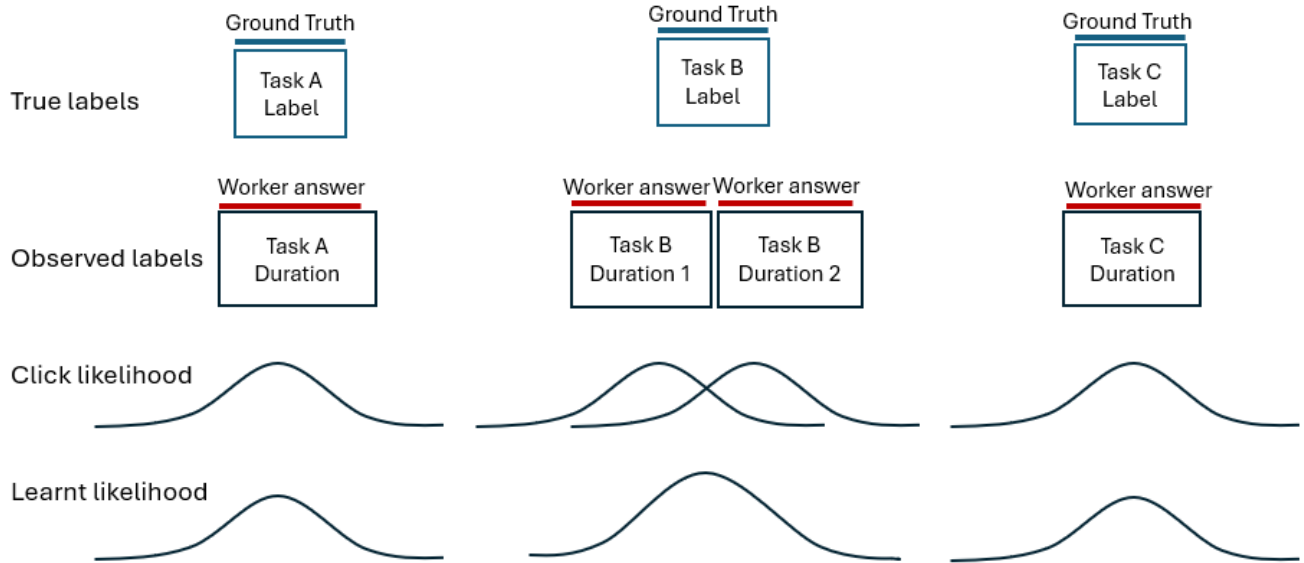 Ground Truth
Ground Truth
Ground Truth
True labels
Task A
Label
Task B
Label
Task C
Label
Worker answer
Worker answer
Worker answer
Worker answer
Observed labels
Task A
Duration
Task B
Duration 1
Task B
Duration 2
Task C
Duration
Click likelihood
Learnt likelihood